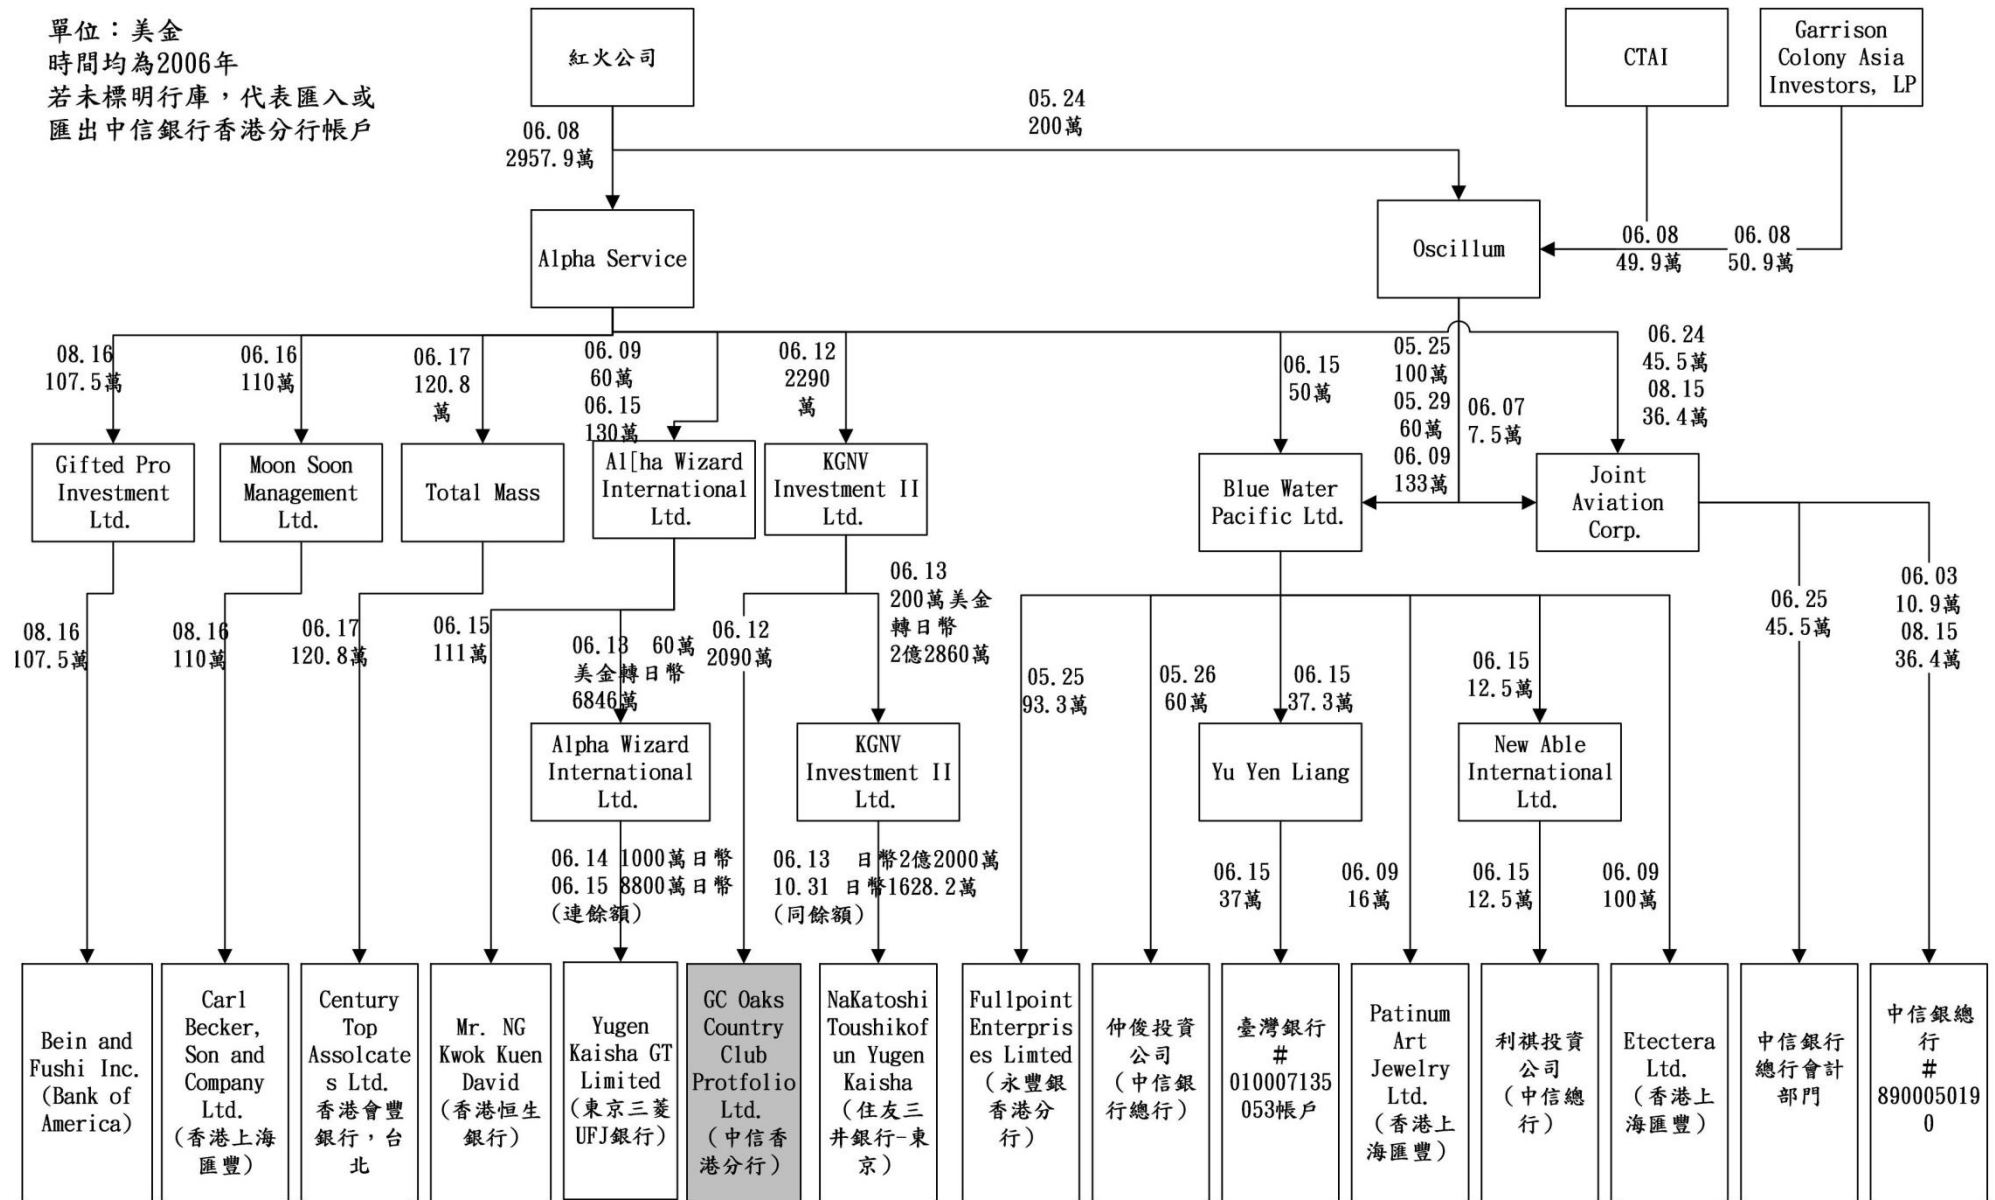 單位：美金
時間均為2006年
若未標明行庫，代表匯入或
匯出中信銀行香港分行帳戶
紅火公司
CTAI
Garrison
Colony Asia
Investors, LP
06.08
2957.9萬
05.24
200萬
Alpha Service
Oscillum
06.08
49.9萬
06.08
50.9萬
08.16
107.5萬
06.16
110萬
06.17
120.8
萬
06.09
60萬
06.15
130萬
06.12
2290
萬
06.15
50萬
05.25
100萬
05.29
60萬
06.09
133萬
06.07
7.5萬
06.24
45.5萬
08.15
36.4萬
Gifted Pro
Investment
Ltd.
Moon Soon
Management
Ltd.
Total Mass
Al[ha Wizard
International
Ltd.
KGNV
Investment II
Ltd.
Blue Water
Pacific Ltd.
Joint
Aviation
Corp.
08.16
107.5萬
08.16
110萬
06.17
120.8萬
06.15
111萬
06.13 60萬
美金轉日幣
6846萬
06.12
2090萬
06.13
200萬美金
轉日幣
2億2860萬
05.25
93.3萬
05.26
60萬
06.15
37.3萬
06.15
12.5萬
06.25
45.5萬
06.03
10.9萬
08.15
36.4萬
Alpha Wizard
International
Ltd.
KGNV
Investment II
Ltd.
Yu Yen Liang
New Able
International
Ltd.
06.14 1000萬日幣
06.15 8800萬日幣
(連餘額)
06.13 日幣2億2000萬
10.31 日幣1628.2萬
(同餘額)
06.15
37萬
06.09
16萬
06.15
12.5萬
06.09
100萬
Bein and
Fushi Inc.
(Bank of
America)
Carl
Becker,
Son and
Company
Ltd.
(香港上海
匯豐)
Century
Top
Assolcate
s Ltd.
香港會豐
銀行，台
北
Mr. NG
Kwok Kuen
David
(香港恒生
銀行)
Yugen
Kaisha GT
Limited
(東京三菱
UFJ銀行)
GC Oaks
Country
Club
Protfolio
Ltd.
（中信香
港分行）
NaKatoshi
Toushikof
un Yugen
Kaisha
(住友三
井銀行-東
京)
Fullpoint
Enterpris
es Limted
(永豐銀
香港分
行)
仲俊投資
公司
（中信銀
行總行）
臺灣銀行
#
010007135
053帳戶
Patinum
Art
Jewelry
Ltd.
（香港上
海匯豐）
利祺投資
公司
（中信總
行）
Etectera
Ltd.
（香港上
海匯豐）
中信銀行
總行會計
部門
中信銀總
行
#
890005019
0